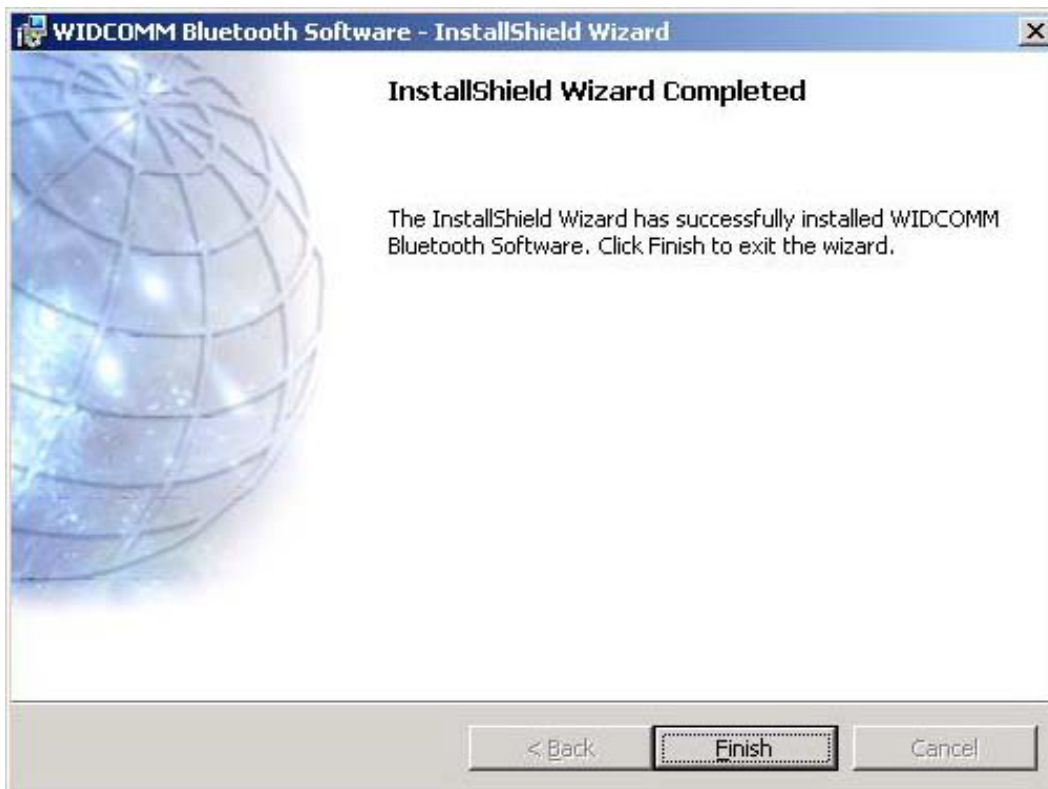 WIDCOMM Bluetooth Software - InstallShield Wizard
InstallShield Wizard Completed
The InstallShield Wizard has successfully installed WIDCOMM
Bluetooth Software. Click Finish to exit the wizard.
< Back Finish Cancel